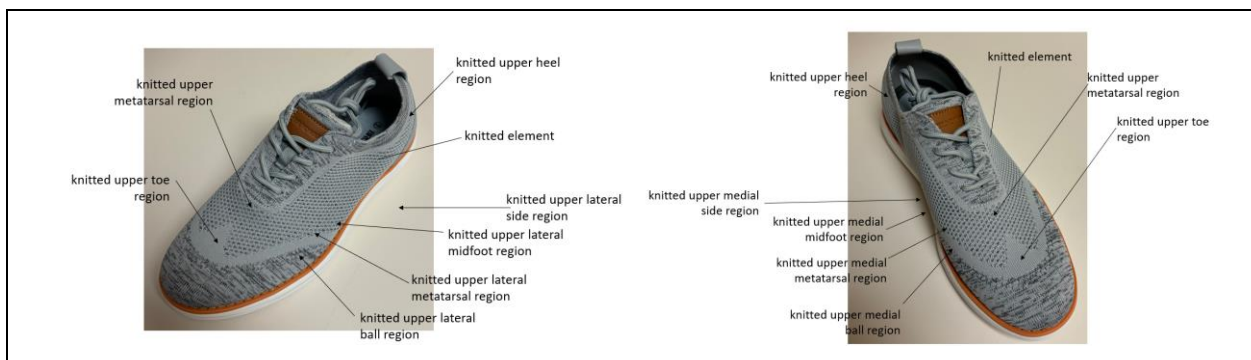 knitted upper
metatarsal region
knitted upper toe
region
knitted upper heel
region
knitted element
knitted upper lateral
side region
knitted upper lateral
midfoot region
knitted upper lateral
metatarsal region
knitted upper lateral
ball region
knitted upper heel
region
knitted element
knitted upper
metatarsal region
knitted upper toe
region
knitted upper medial
side region
knitted upper medial
midfoot region
knitted upper medial
metatarsal region
knitted upper medial
ball region